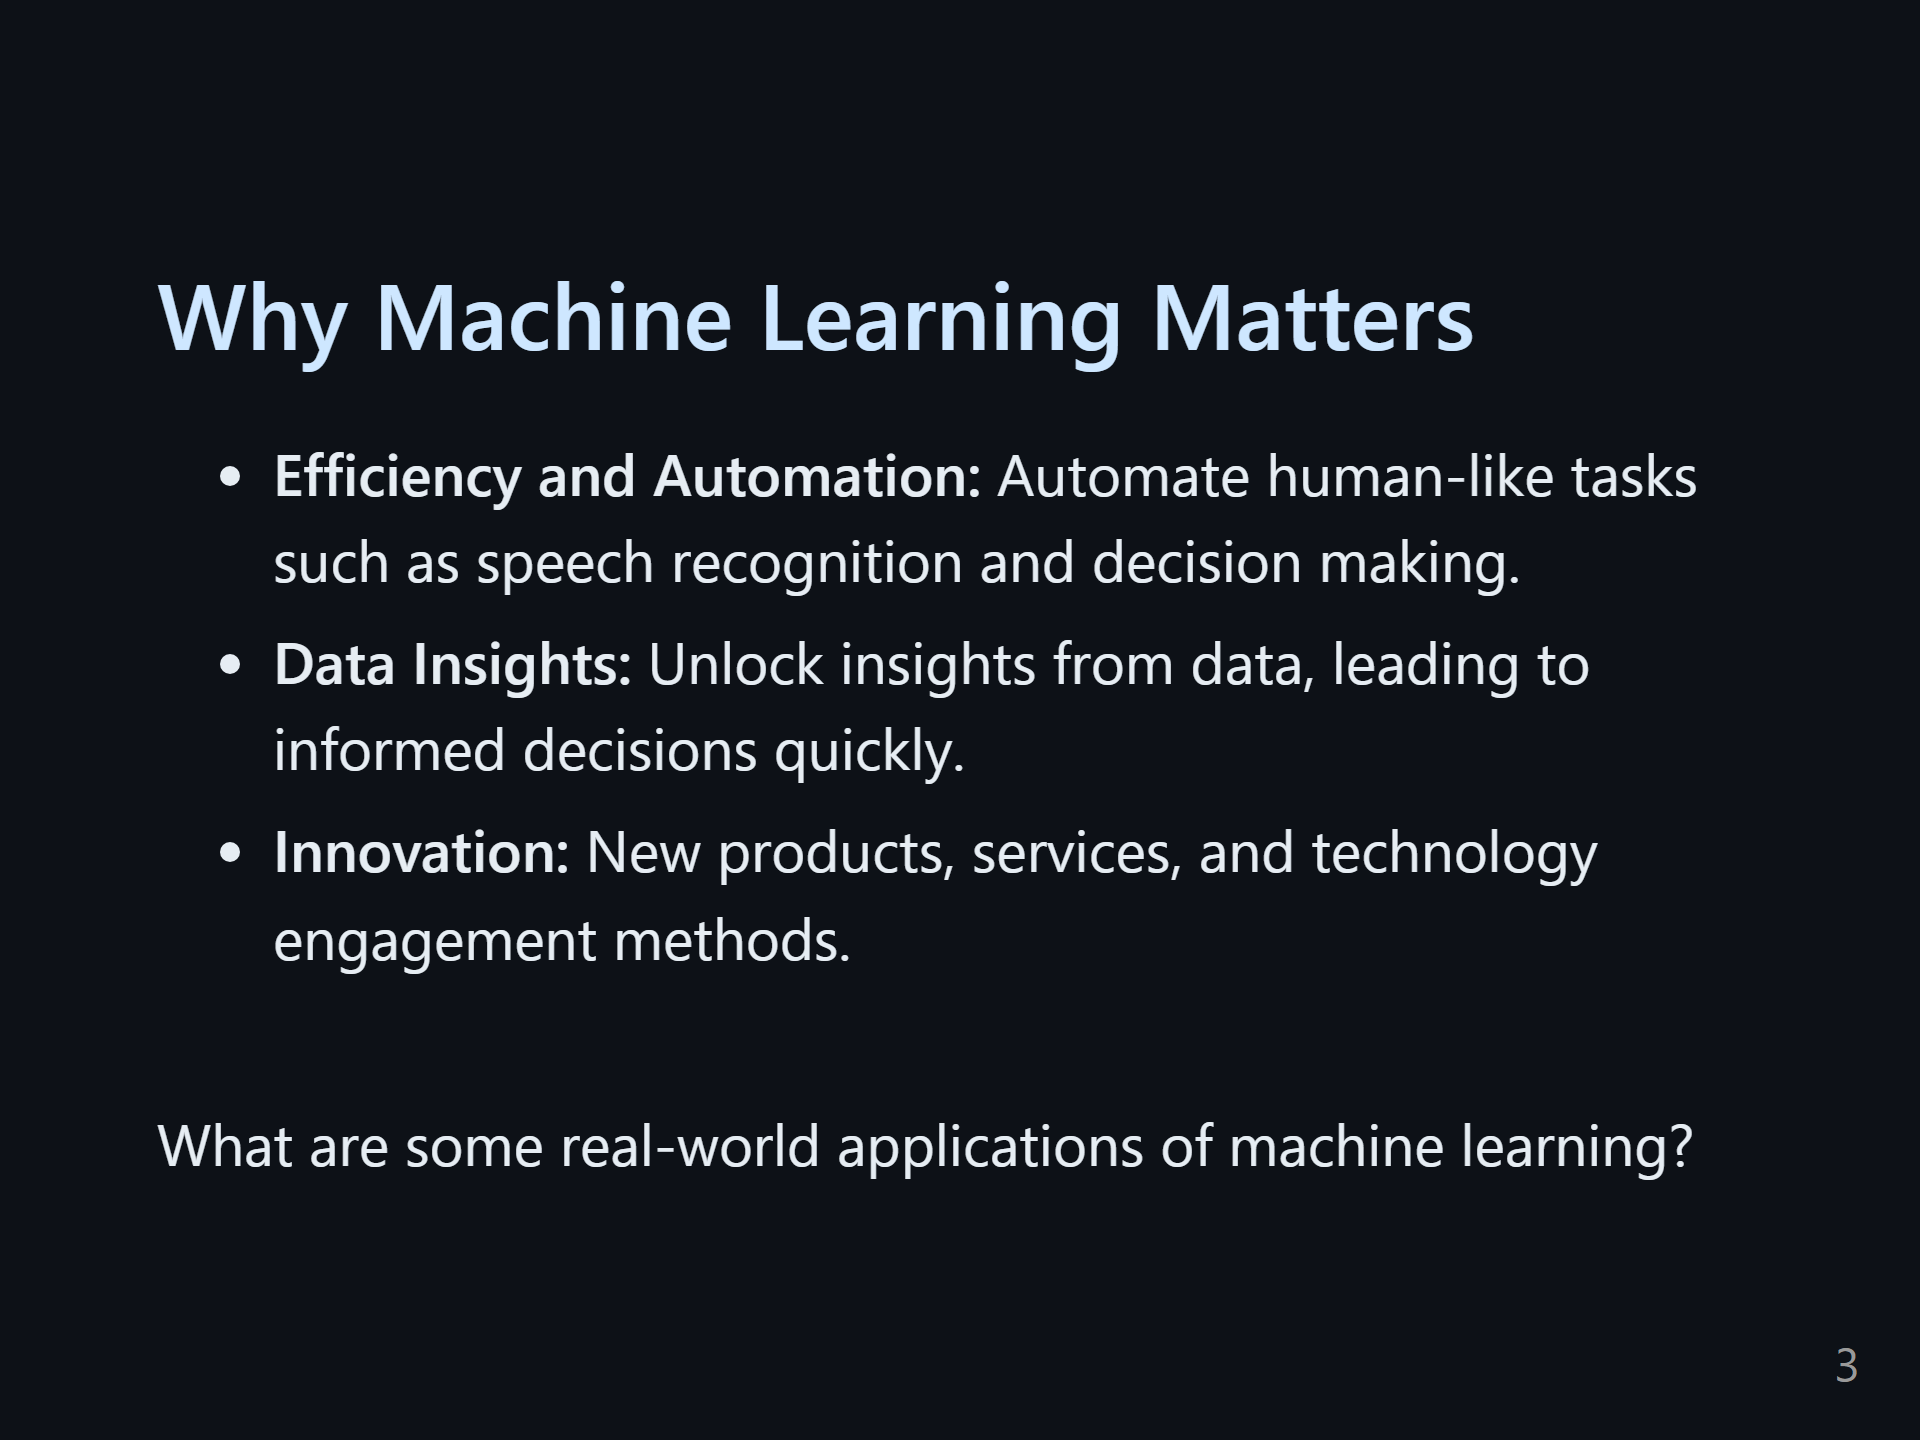 Why Machine Learning Matters
• Efficiency and Automation: Automate human-like tasks
such as speech recognition and decision making.
• Data Insights: Unlock insights from data, leading to
informed decisions quickly.
• Innovation: New products, services, and technology
engagement methods.
What are some real-world applications of machine learning?
3